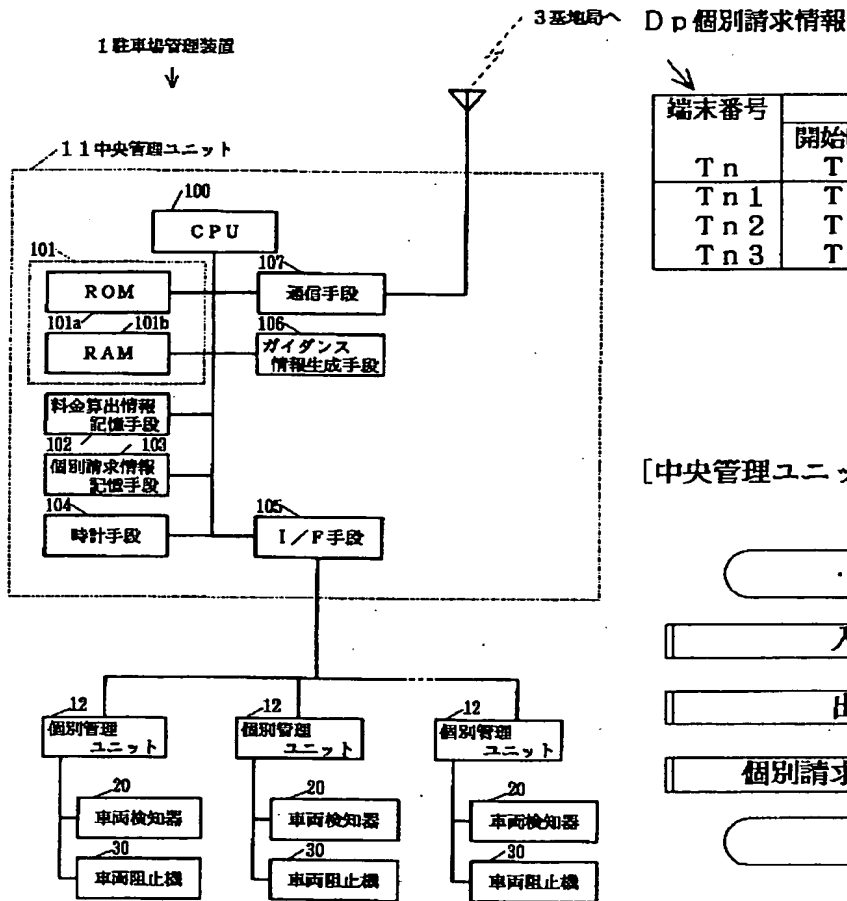 3基地局へ
1駐車場管理装置
11中央管理ユニット
100
CPU
101
ROM
107
通信手段
101a
101b
RAM
106
ガイダンス
情報生成手段
料金算出情報
記憶手段
102
103
個別請求情報
記憶手段
104
時計手段
105
I/F手段
12
個別管理
ユニット
12
個別管理
ユニット
12
個別管理
ユニット
20
車両検知器
20
車両検知器
20
車両検知器
30
車両阻止機
30
車両阻止機
30
車両阻止機
Dp個別請求情報
端末番号
開始
Tn
T
Tn1
T
Tn2
T
Tn3
T
[中央管理ユニッ
個別請求